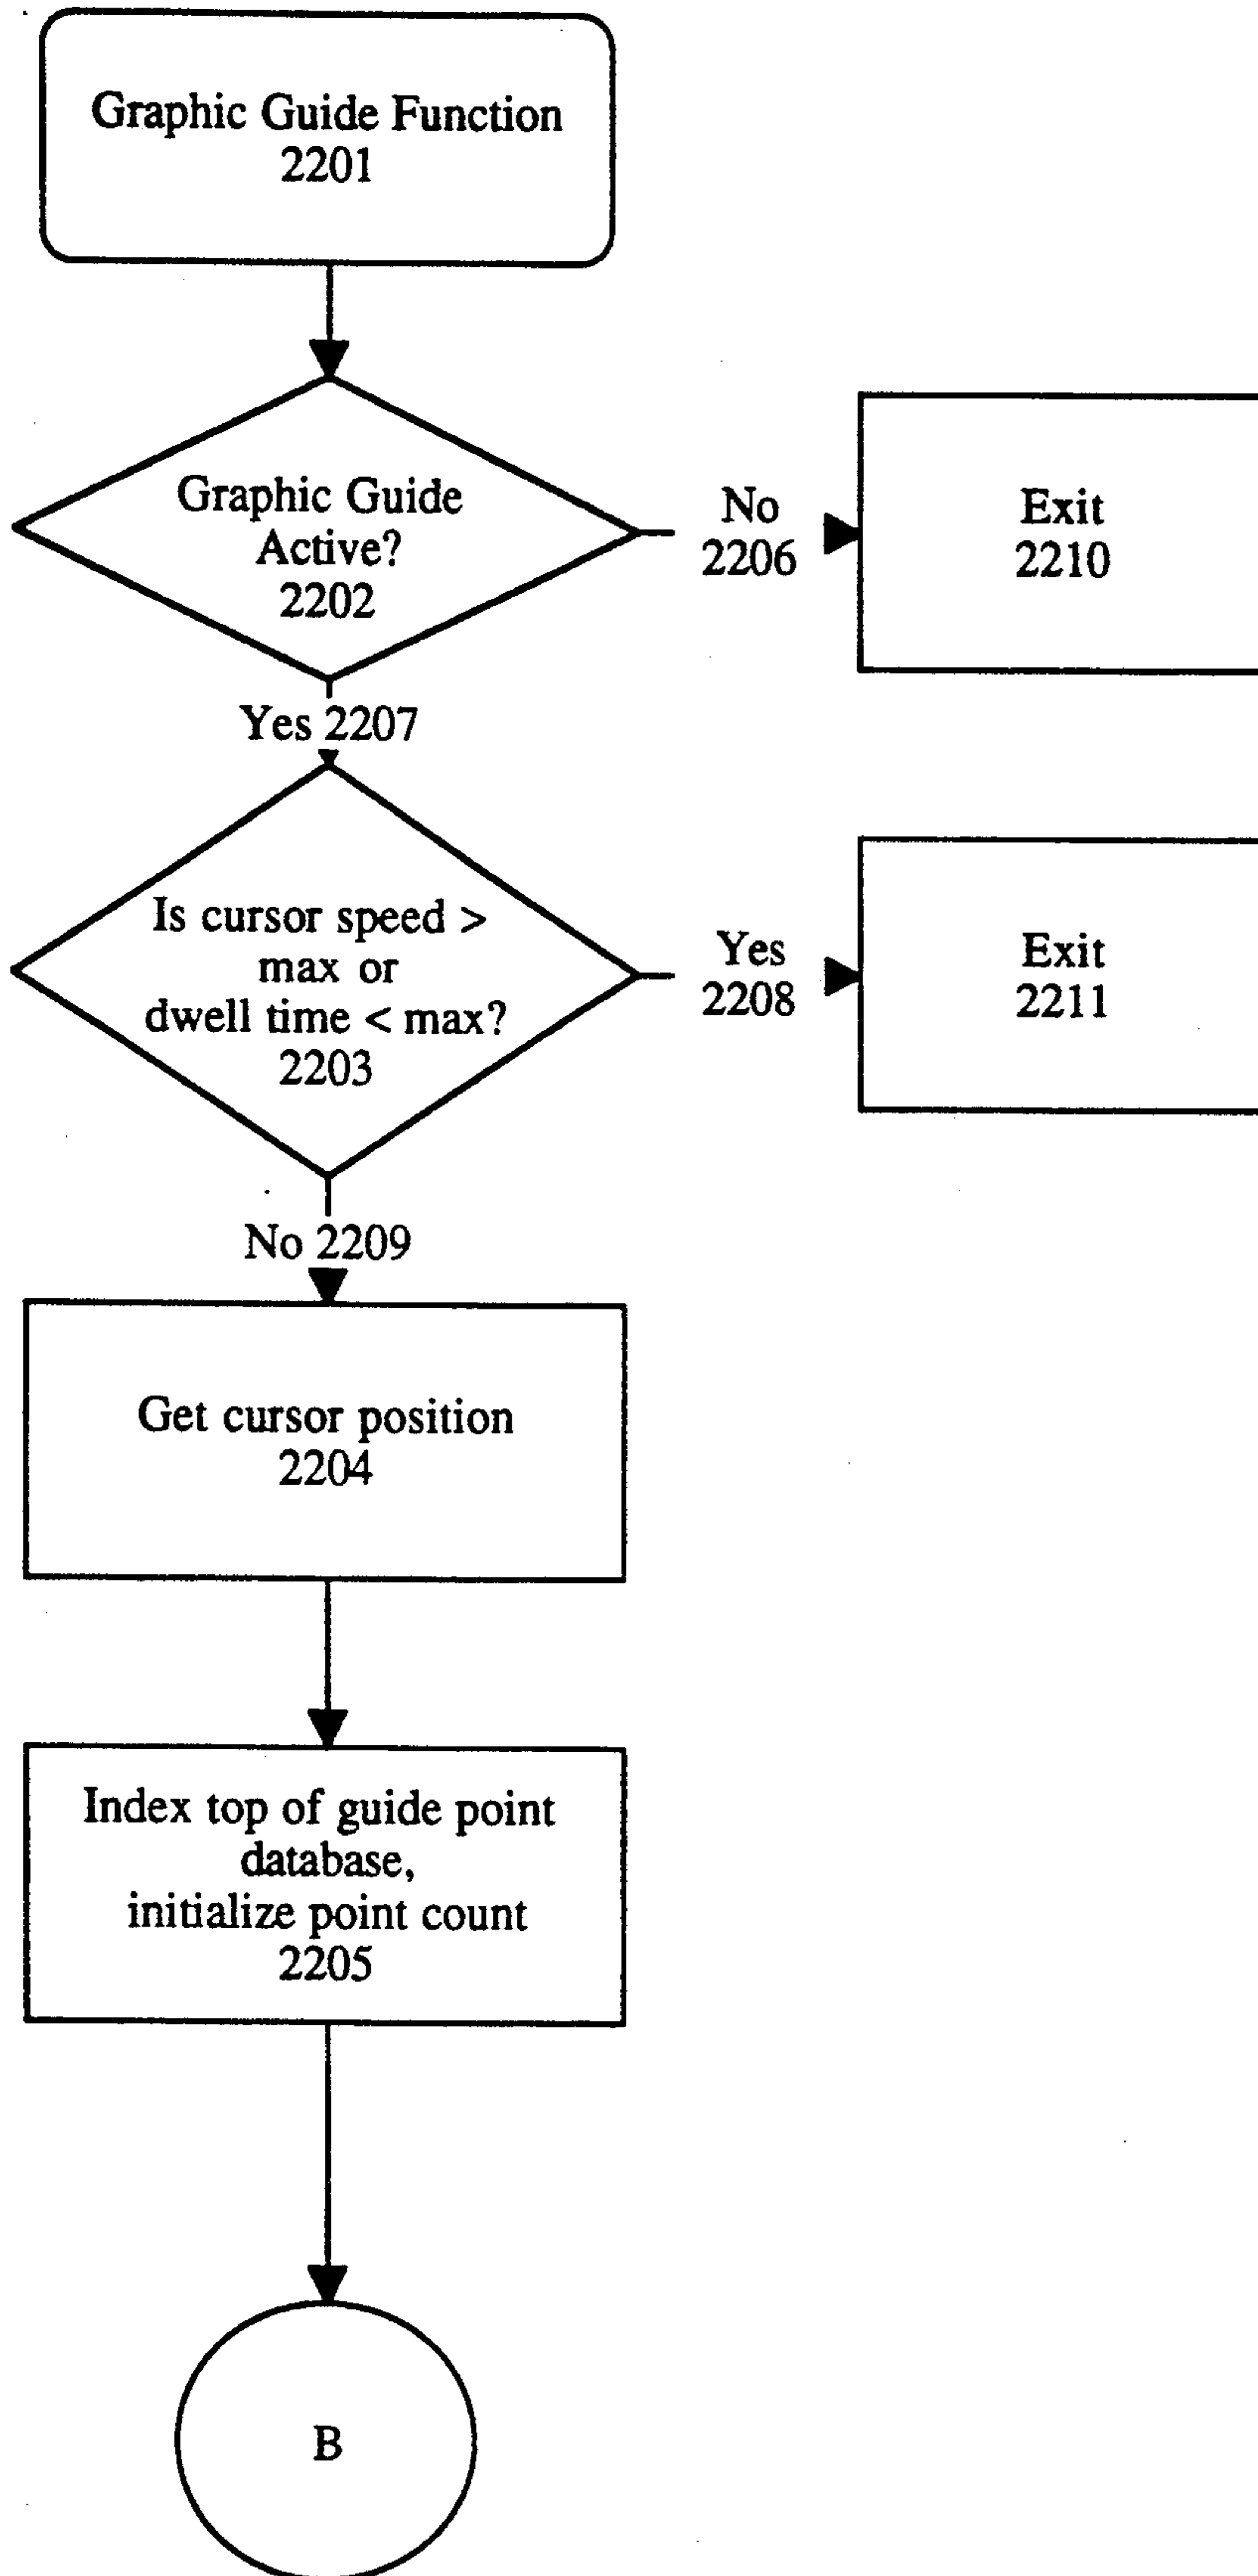 Graphic Guide Function
2201
Graphic Guide
Active?
2202
No
2206
Exit
2210
Yes 2207
Is cursor speed >
max or
dwell time < max?
2203
Yes
2208
Exit
2211
No 2209
Get cursor position
2204
Index top of guide point
database,
initialize point count
2205
B